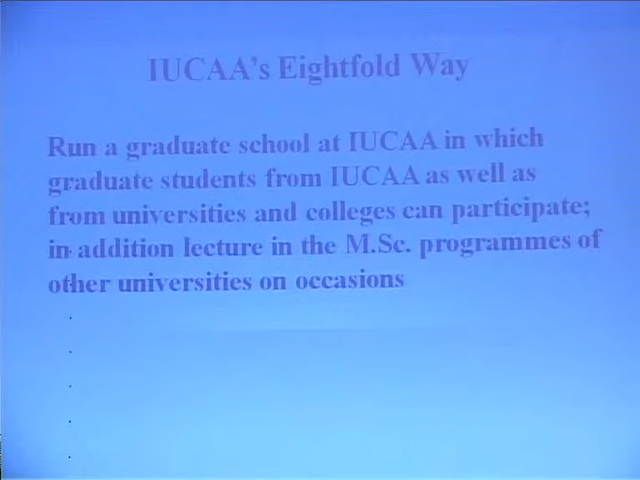 IUCAA's Eightfold Way
Run a graduate school at IUCAA in which
graduate students from IUCAA as well as
from universities and colleges can participate;
in addition lecture in the M.Sc. programmes of
other universities on occasions